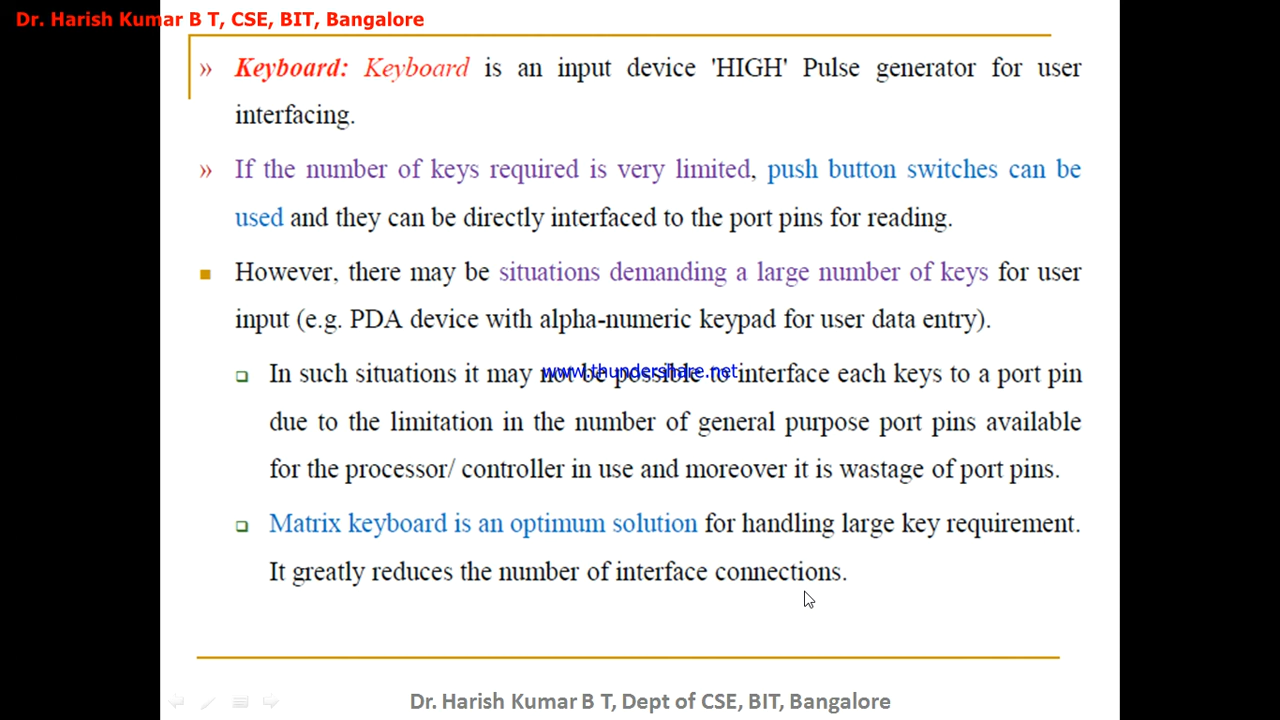 Dr. Harish Kumar B T, CSE, BIT, Bangalore
» Keyboard: Keyboard is an input device 'HIGH' Pulse generator for user
interfacing.
» If the number of keys required is very limited, push button switches can be
used and they can be directly interfaced to the port pins for reading.
However, there may be situations demanding a large number of keys for user
input (e.g. PDA device with alpha-numeric keypad for user data entry).
In such situations it may not be possible to interface each keys to a port pin
www.thundershare.net
due to the limitation in the number of general purpose port pins available
for the processor/ controller in use and moreover it is wastage of port pins.
Matrix keyboard is an optimum solution for handling large key requirement.
It greatly reduces the number of interface connections.
Dr. Harish Kumar B T, Dept of CSE, BIT, Bangalore